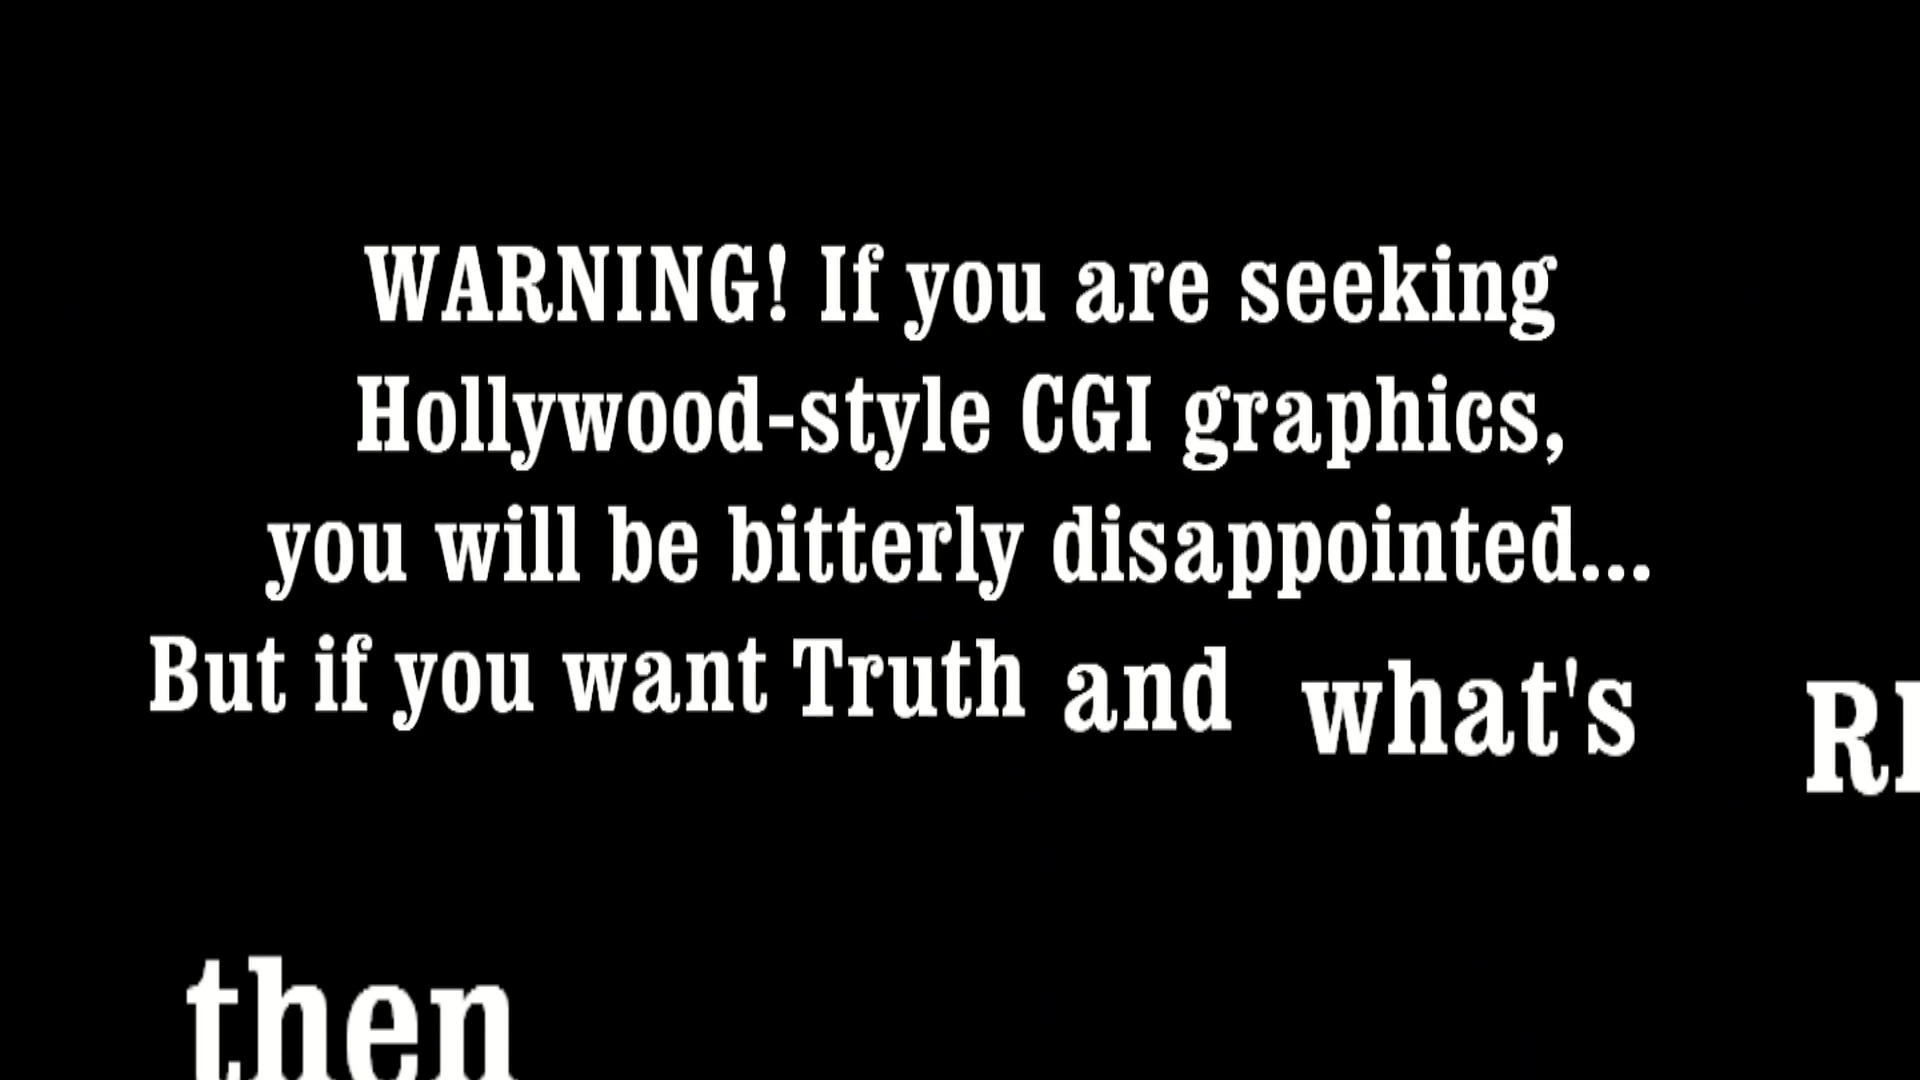 WARNING! If you are seeking
Hollywood-style CGI graphics,
you will be bitterly disappointed...
But if you want Truth and what's
then